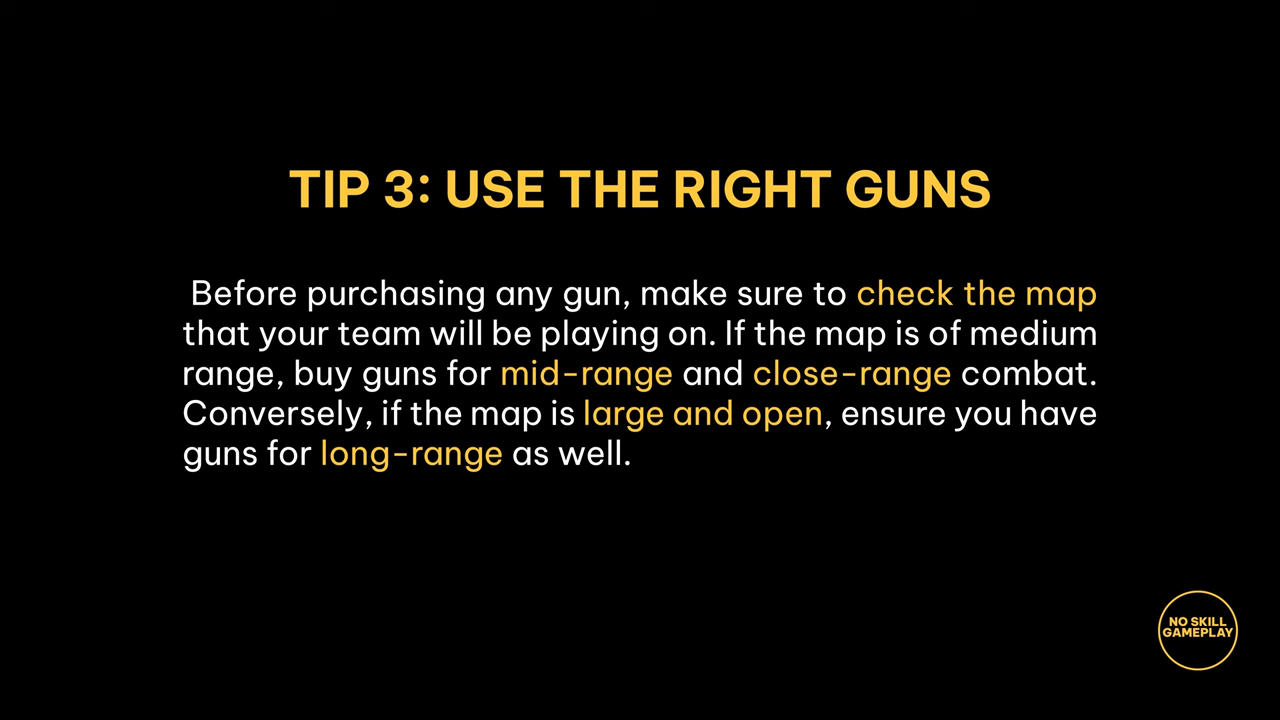 TIP 3: USE THE RIGHT GUNS
Before purchasing any gun, make sure to check the map
that your team will be playing on. If the map is of medium
range, buy guns for mid-range and close-range combat.
Conversely, if the map is large and open, ensure you have
guns for long-range as well.
NO SKILL
GAMEPLAY